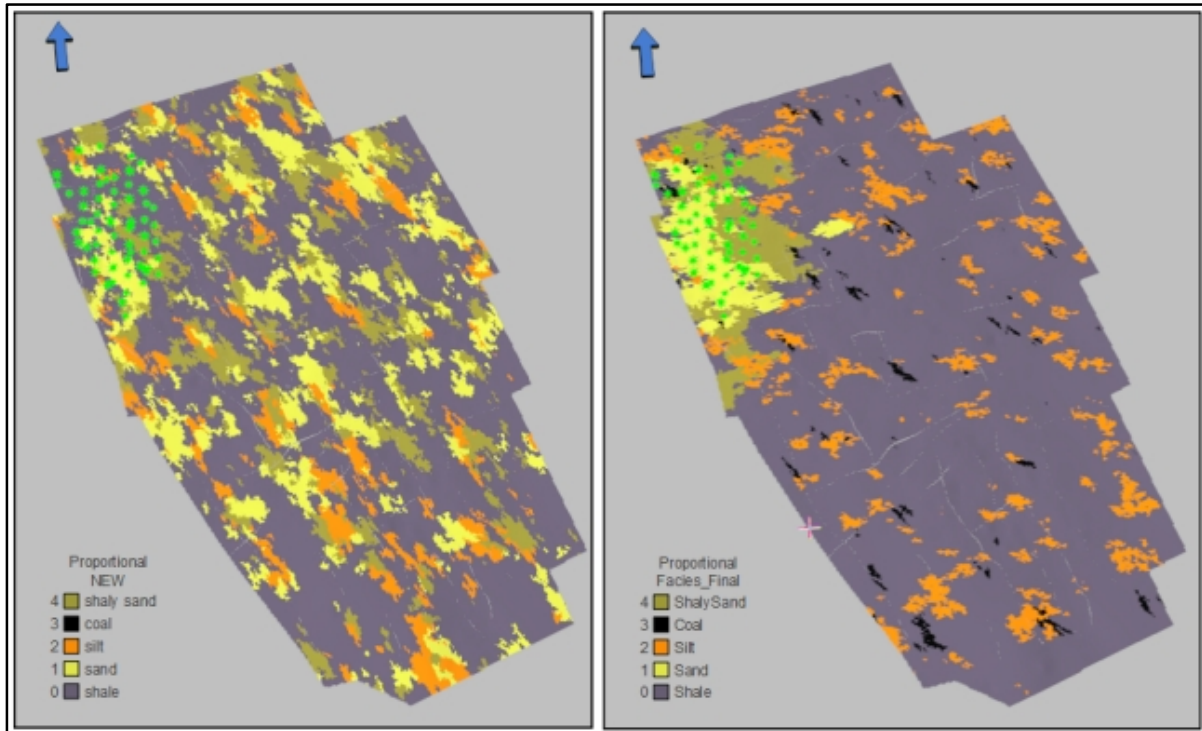 Proportional
NEW
4 shaly sand
3 coal
2 silt
1 sand
0 shale
Proportional
Facies_Final
4 ShalySand
3 Coal
2 Silt
1 Sand
0 Shale